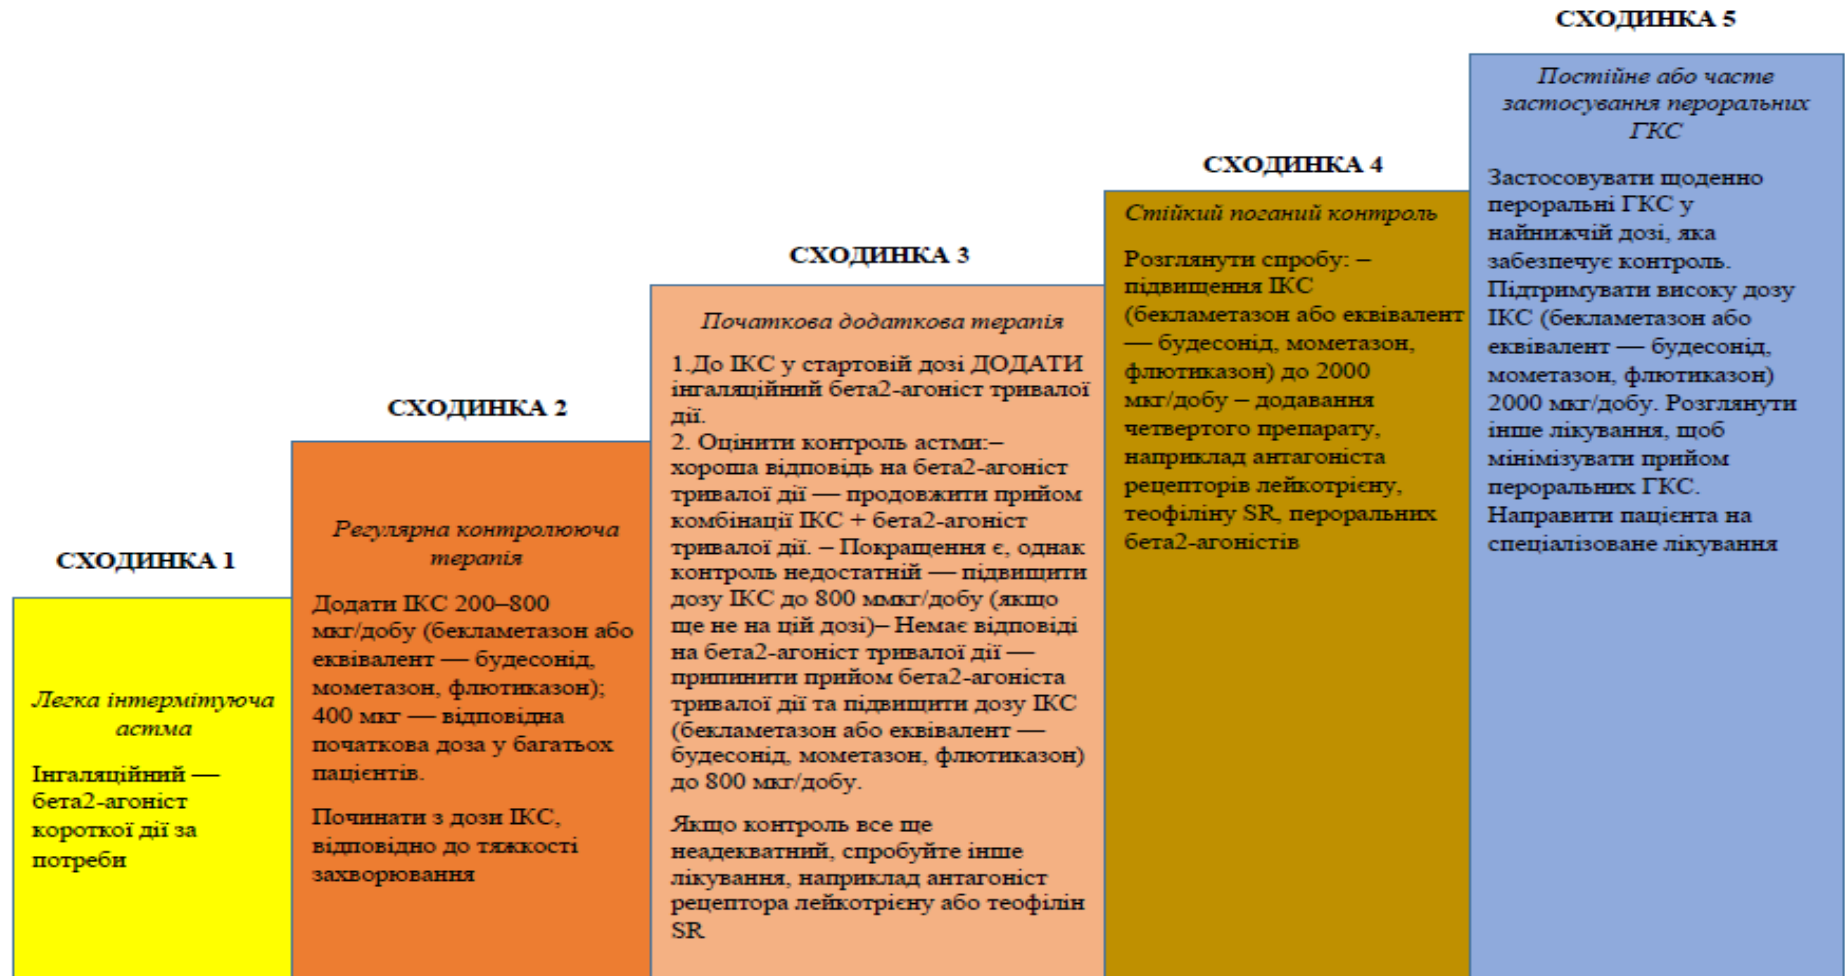 СХОДИНКА 1
Легка інтермітуюча
астма
Інгаляційний —
бета2-агоніст
короткої дії за
потреби
СХОДИНКА 2
Регулярна контролююча
терапія
Додати ІКС 200–800
мкг/добу (бекламетазон або
еквівалент — будесонід,
мометазон, флютиказон);
400 мкг — відповідна
початкова доза у багатьох
пацієнтів.
Починати з дози ІКС,
відповідно до тяжкості
захворювання
СХОДИНКА 3
Початкова додаткова терапія
1.До ІКС у стартовій дозі ДОДАТИ
інгаляційний бета2-агоніст тривалої
дії.
2. Оцінити контроль астми:–
хороша відповідь на бета2-агоніст
тривалої дії — продовжити прийом
комбінації ІКС + бета2-агоніст
тривалої дії. – Покращення є, однак
контроль недостатній — підвищити
дозу ІКС до 800 ммкг/добу (якщо
ще не на цій дозі)– Немає відповіді
на бета2-агоніст тривалої дії —
припинити прийом бета2-агоніста
тривалої дії та підвищити дозу ІКС
(бекламетазон або еквівалент —
будесонід, мометазон, флютиказон)
до 800 мкг/добу.
Якщо контроль все ще
неадекватний, спробуйте інше
лікування, наприклад антагоніст
рецептора лейкотрієну або теофілін
SR
СХОДИНКА 4
Стійкий поганий контроль
Розглянути спробу: –
підвищення ІКС
(бекламетазон або еквівалент
— будесонід, мометазон,
флютиказон) до 2000
мкг/добу – додавання
четвертого препарату,
наприклад антагоніста
рецепторів лейкотрієну,
теофіліну SR, пероральних
бета2-агоністів
СХОДИНКА 5
Постійне або часте
застосування пероральних
ГКС
Застосовувати щоденно
пероральні ГКС у
найнижчій дозі, яка
забезпечує контроль.
Підтримувати високу дозу
ІКС (бекламетазон або
еквівалент — будесонід,
мометазон, флютиказон)
2000 мкг/добу. Розглянути
інше лікування, щоб
мінімізувати прийом
пероральних ГКС.
Направити пацієнта на
спеціалізоване лікування